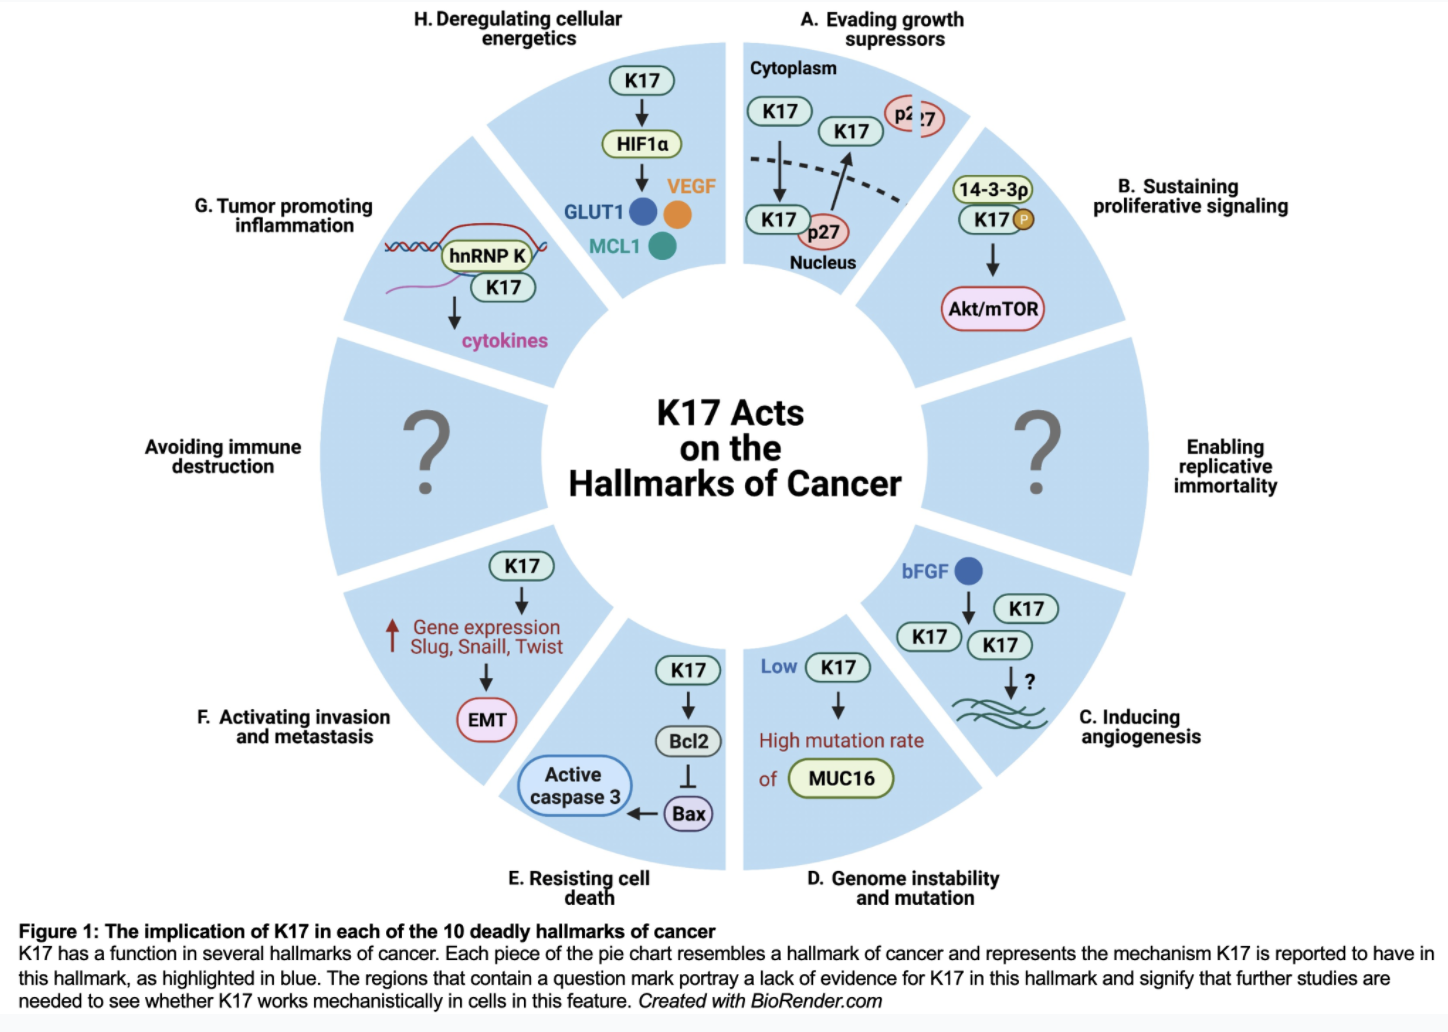 H. Deregulating cellular
energetics
A. Evading growth
supressors
Cytoplasm
K17
K17
p2 27
K17
p27
Nucleus
B. Sustaining
proliferative signaling
14-3-3ρ
K17 P
Akt/mTOR
Enabling
replicative
immortality
?
C. Inducing
angiogenesis
bFGF
K17
K17
K17
?
D. Genome instability
and mutation
Low K17
High mutation rate
of MUC16
E. Resisting cell
death
K17
Bcl2
Bax
Active
caspase 3
F. Activating invasion
and metastasis
K17
Gene expression
Slug, Snaill, Twist
EMT
Avoiding immune
destruction
?
G. Tumor promoting
inflammation
hnRNP K
K17
cytokines
K17
HIF1α
VEGF
GLUT1
MCL1
K17 Acts
on the
Hallmarks of Cancer
Figure 1: The implication of K17 in each of the 10 deadly hallmarks of cancer
K17 has a function in several hallmarks of cancer. Each piece of the pie chart resembles a hallmark of cancer and represents the mechanism K17 is reported to have in
this hallmark, as highlighted in blue. The regions that contain a question mark portray a lack of evidence for K17 in this hallmark and signify that further studies are
needed to see whether K17 works mechanistically in cells in this feature. Created with BioRender.com